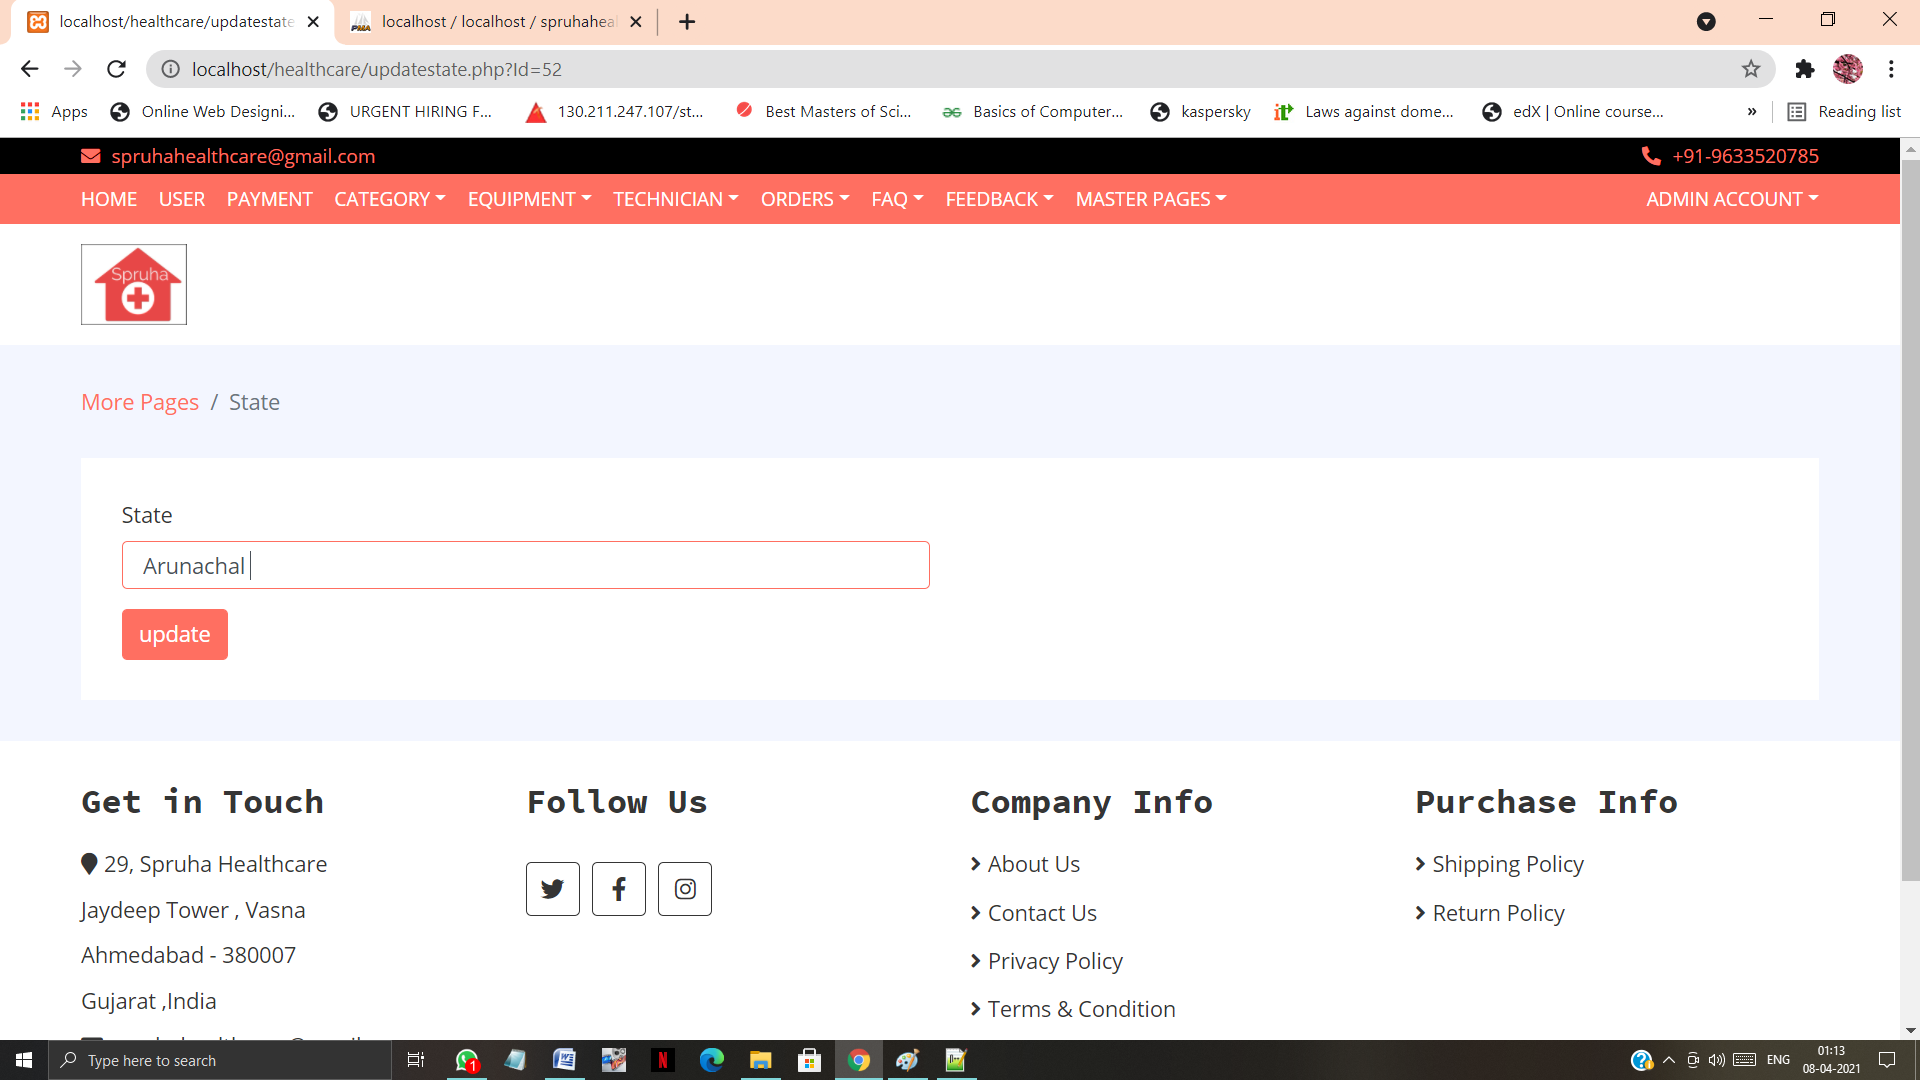 localhost/healthcare/updatestate
localhost / localhost / spruhaheal
localhost/healthcare/updatestate.php?Id=52
Apps
Online Web Designi...
URGENT HIRING F...
130.211.247.107/st...
Best Masters of Sci...
Basics of Computer...
kaspersky
Laws against dome...
edX | Online course...
»
Reading list
spruhahealthcare@gmail.com
+91-9633520785
HOME USER PAYMENT CATEGORY EQUIPMENT TECHNICIAN ORDERS FAQ FEEDBACK MASTER PAGES ADMIN ACCOUNT
Spruha
More Pages / State
State
Arunachal
update
Get in Touch
29, Spruha Healthcare
Jaydeep Tower , Vasna
Ahmedabad - 380007
Gujarat ,India
Follow Us
Company Info
About Us
Contact Us
Privacy Policy
Terms & Condition
Purchase Info
Shipping Policy
Return Policy
Type here to search
1
ENG
01:13
08-04-2021